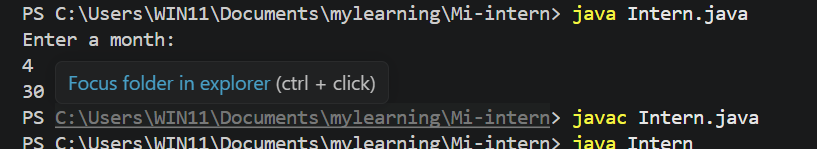 PS C:\Users\WIN11\Documents\mylearning\Mi-intern> java Intern.java
Enter a month:
4
Focus folder in explorer (ctrl + click)
30
PS C:\Users\WIN11\Documents\mylearning\Mi-intern> javac Intern.java
PS C:\Users\WIN11\Documents\mylearning\Mi-intern> java Intern